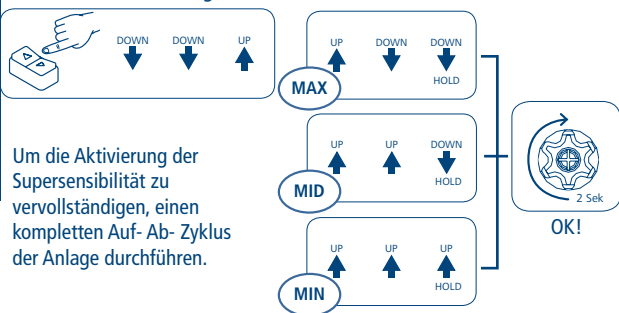 DOWN DOWN UP
UP DOWN DOWN
HOLD
MAX
UP UP DOWN
HOLD
MID
UP UP UP
HOLD
MIN
2 Sek
OK!
Um die Aktivierung der
Supersensibilität zu
vervollständigen, einen
kompletten Auf- Ab- Zyklus
der Anlage durchführen.